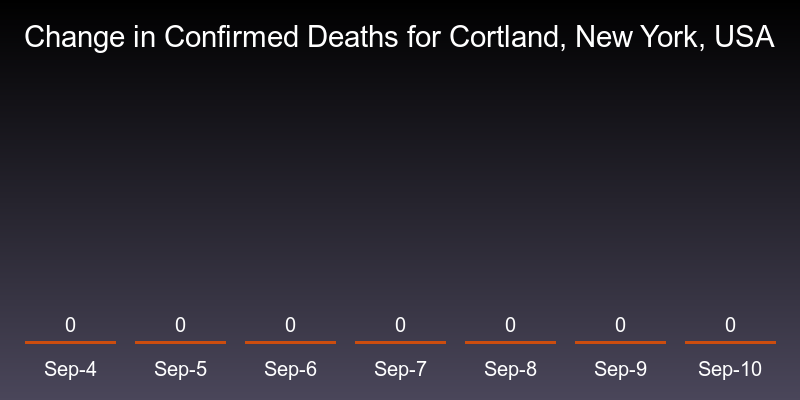 Change in Confirmed Deaths for Cortland, New York, USA
0 0 0 0 0 0 0
Sep-4 Sep-5 Sep-6 Sep-7 Sep-8 Sep-9 Sep-10